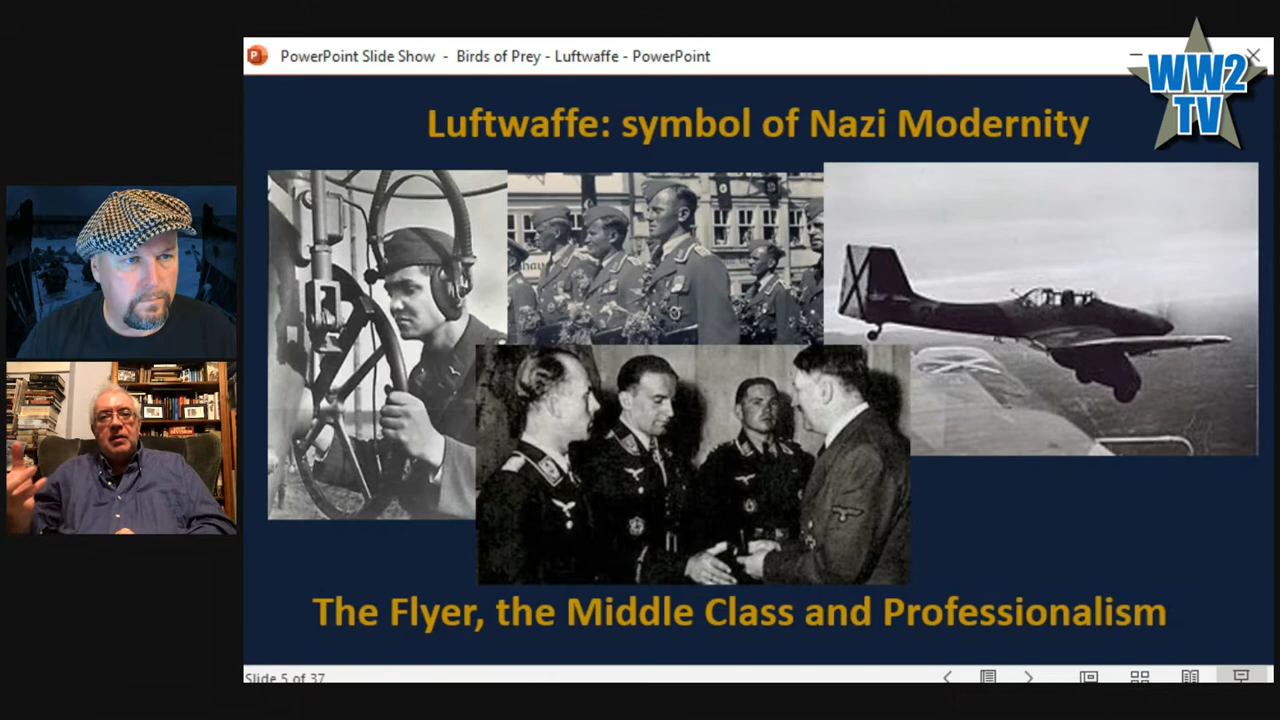 PowerPoint Slide Show - Birds of Prey - Luftwaffe - PowerPoint
WW2
TV
Luftwaffe: symbol of Nazi Modernity
The Flyer, the Middle Class and Professionalism
Slide 5 of 37